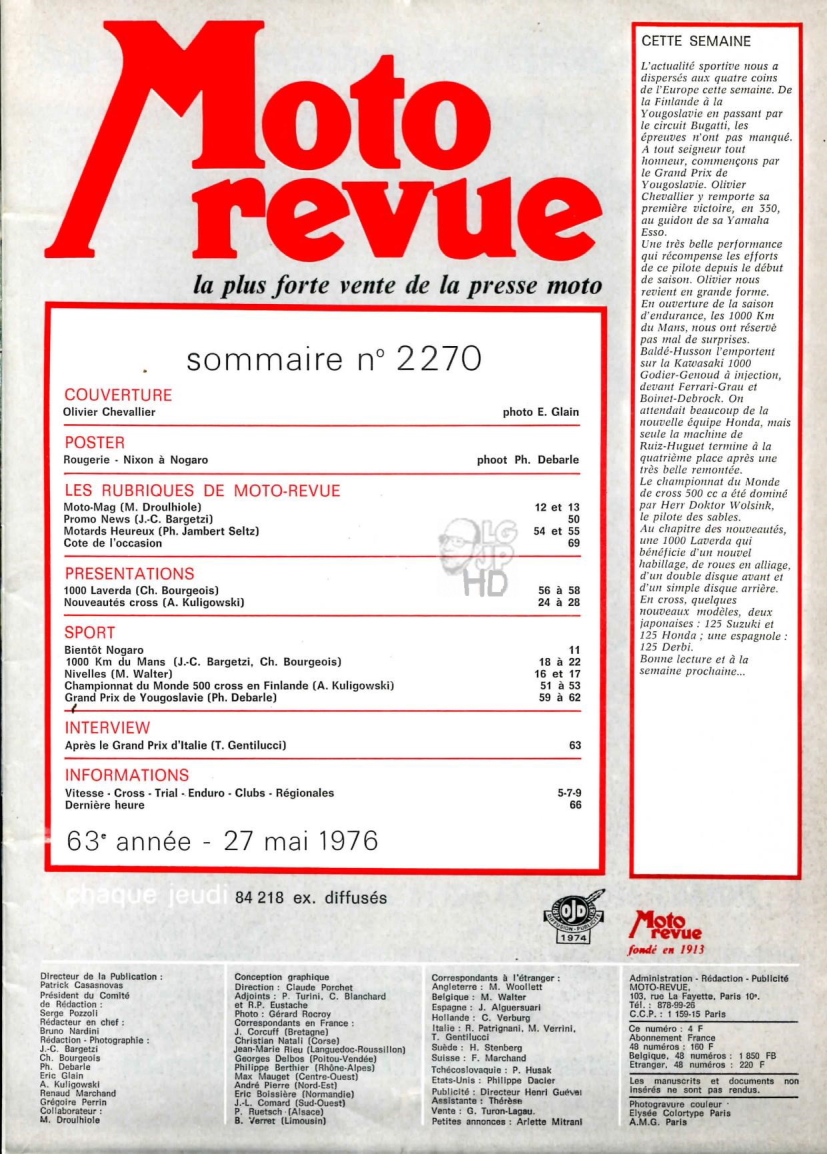 Moto
revue
la plus forte vente de la presse moto
sommaire n° 2270
COUVERTURE
Olivier Chevallier photo E. Glain
POSTER
Rougerie - Nixon à Nogaro phoot Ph. Debarle
LES RUBRIQUES DE MOTO-REVUE
Moto-Mag (M. Droulhiole) 12 et 13
Promo News (J.-C. Bargetzi) 50
Motards Heureux (Ph. Jambert Seltz) 54 et 55
Cote de l'occasion 69
LG
JP
HD
PRESENTATIONS
1000 Laverda (Ch. Bourgeois) 56 à 58
Nouveautés cross (A. Kuligowski) 24 à 28
SPORT
Bientôt Nogaro 11
1000 Km du Mans (J.-C. Bargetzi, Ch. Bourgeois) 18 à 22
Nivelles (M. Walter) 16 et 17
Championnat du Monde 500 cross en Finlande (A. Kuligowski) 51 à 53
Grand Prix de Yougoslavie (Ph. Debarle) 59 à 62
INTERVIEW
Après le Grand Prix d'Italie (T. Gentilucci) 63
INFORMATIONS
Vitesse - Cross - Trial - Enduro - Clubs - Régionales 5-7-9
Dernière heure 66
63e année - 27 mai 1976
chaque jeudi 84 218 ex. diffusés
CETTE SEMAINE
L'actualité sportive nous a
dispersés aux quatre coins
de l'Europe cette semaine. De
la Finlande à la
Yougoslavie en passant par
le circuit Bugatti, les
épreuves n'ont pas manqué.
A tout seigneur tout
honneur, commençons par
le Grand Prix de
Yougoslavie. Olivier
Chevallier y remporte sa
première victoire, en 350,
au guidon de sa Yamaha
Esso.
Une très belle performance
qui récompense les efforts
de ce pilote depuis le début
de saison. Olivier nous
revient en grande forme.
En ouverture de la saison
d'endurance, les 1000 Km
du Mans, nous ont réservé
pas mal de surprises.
Baldé-Husson l'emportent
sur la Kawasaki 1000
Godier-Genoud à injection,
devant Ferrari-Grau et
Boinet-Debrock. On
attendait beaucoup de la
nouvelle équipe Honda, mais
seule la machine de
Ruiz-Huguet termine à la
quatrième place après une
très belle remontée.
Le championnat du Monde
de cross 500 cc a été dominé
par Herr Doktor Wolsink,
le pilote des sables.
Au chapitre des nouveautés,
une 1000 Laverda qui
bénéficie d'un nouvel
habillage, de roues en alliage,
d'un double disque avant et
d'un simple disque arrière.
En cross, quelques
nouveaux modèles, deux
japonaises : 125 Suzuki et
125 Honda ; une espagnole :
125 Derbi.
Bonne lecture et à la
semaine prochaine...
OJD
DIFFUSION - PUBLICITÉ
1974
Moto
revue
fondé en 1913
Directeur de la Publication :
Patrick Casasnovas
Président du Comité
de Rédaction :
Serge Pozzoli
Rédacteur en chef :
Bruno Nardini
Rédaction - Photographie :
J.-C. Bargetzi
Ch. Bourgeois
Ph. Debarle
Eric Glain
A. Kuligowski
Renaud Marchand
Grégoire Perrin
Collaborateur :
M. Droulhiole
Conception graphique
Direction : Claude Porchet
Adjoints : P. Turini, C. Blanchard
et R.P. Eustache
Photo : Gérard Rocroy
Correspondants en France :
J. Corcuff (Bretagne)
Christian Natali (Corse)
Jean-Marie Rieu (Languedoc-Roussillon)
Georges Delbos (Poitou-Vendée)
Philippe Berthier (Rhône-Alpes)
Max Mauget (Centre-Ouest)
André Pierre (Nord-Est)
Eric Boissière (Normandie)
J.-L. Comard (Sud-Ouest)
P. Ruetsch (Alsace)
B. Verret (Limousin)
Correspondants à l'étranger :
Angleterre : M. Woollett
Belgique : M. Walter
Espagne : J. Alguersuari
Hollande : C. Verburg
Italie : R. Patrignani, M. Verrini,
T. Gentilucci
Suède : H. Stenberg
Suisse : F. Marchand
Tchécoslovaquie : P. Husak
Etats-Unis : Philippe Dacier
Publicité : Directeur Henri Guével
Assistante : Thérèse
Vente : G. Turon-Lagau.
Petites annonces : Arlette Mitrani
Administration - Rédaction - Publicité
MOTO-REVUE,
103, rue La Fayette, Paris 10e.
Tél. : 878-99-26
C.C.P. : 1 159-15 Paris
Ce numéro : 4 F
Abonnement France
48 numéros : 160 F
Belgique, 48 numéros : 1 850 FB
Etranger, 48 numéros : 220 F
Les manuscrits et documents non
insérés ne sont pas rendus.
Photogravure couleur
Elysée Colortype Paris
A.M.G. Paris